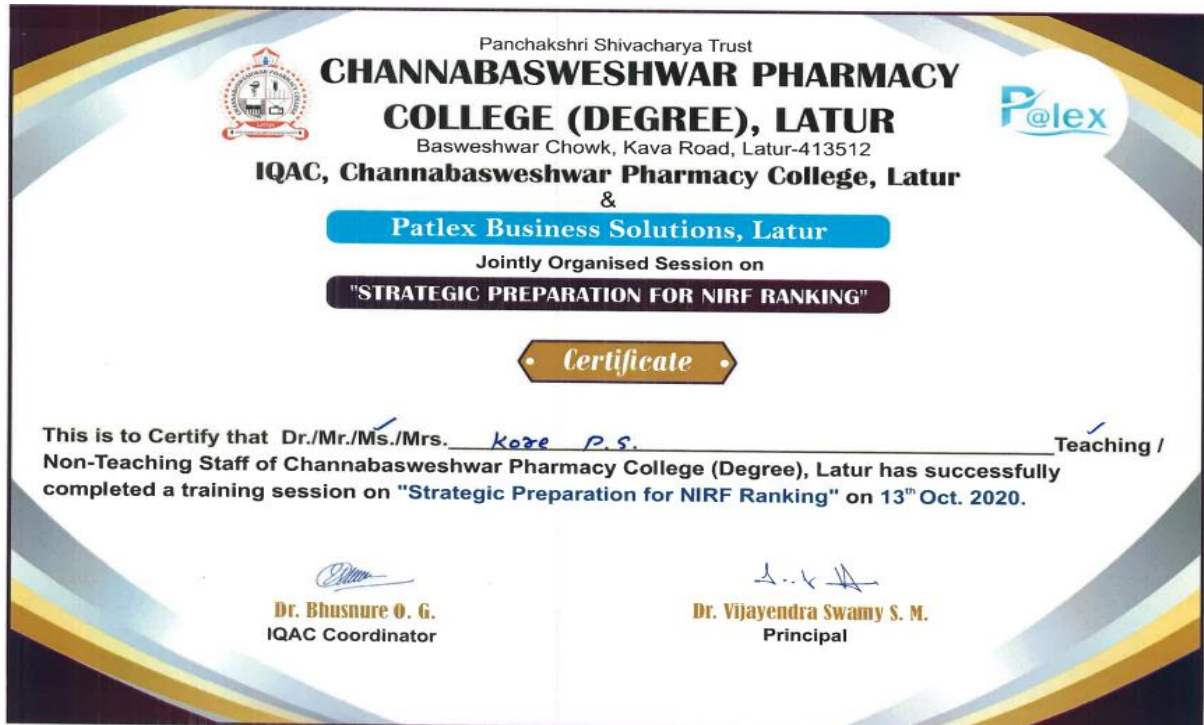 Panchakshri Shivacharya Trust
CHANNABASWESHWAR PHARMACY
COLLEGE (DEGREE), LATUR
Basweshwar Chowk, Kava Road, Latur-413512
IQAC, Channabasweshwar Pharmacy College, Latur
&
Patlex Business Solutions, Latur
Jointly Organised Session on
"STRATEGIC PREPARATION FOR NIRF RANKING"
P@lex
Certificate
This is to Certify that Dr./Mr./Ms./Mrs. Kore P.S. Teaching /
Non-Teaching Staff of Channabasweshwar Pharmacy College (Degree), Latur has successfully
completed a training session on "Strategic Preparation for NIRF Ranking" on 13th Oct. 2020.
Dr. Bhusnure O. G.
IQAC Coordinator
Dr. Vijayendra Swamy S. M.
Principal